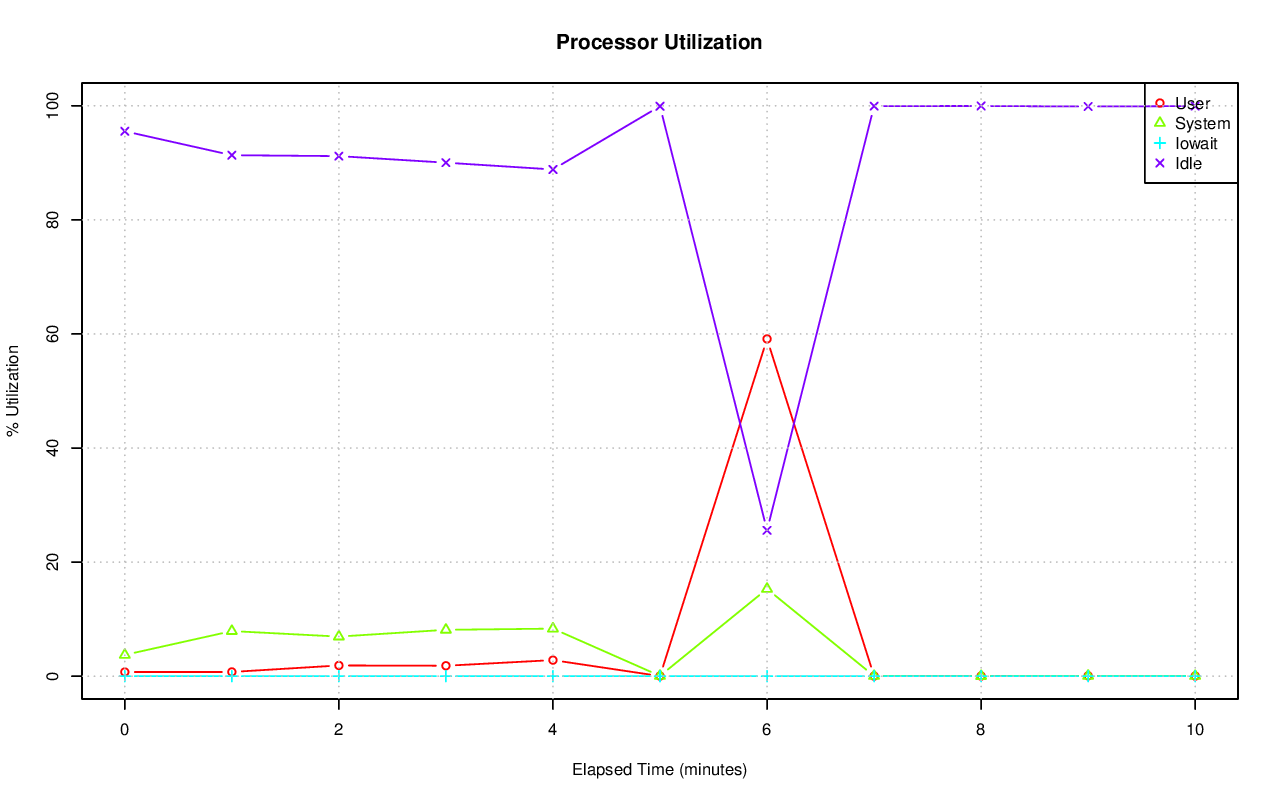 Processor Utilization
100
80
60
40
20
0
% Utilization
User
System
Iowait
Idle
0 2 4 6 8 10
Elapsed Time (minutes)